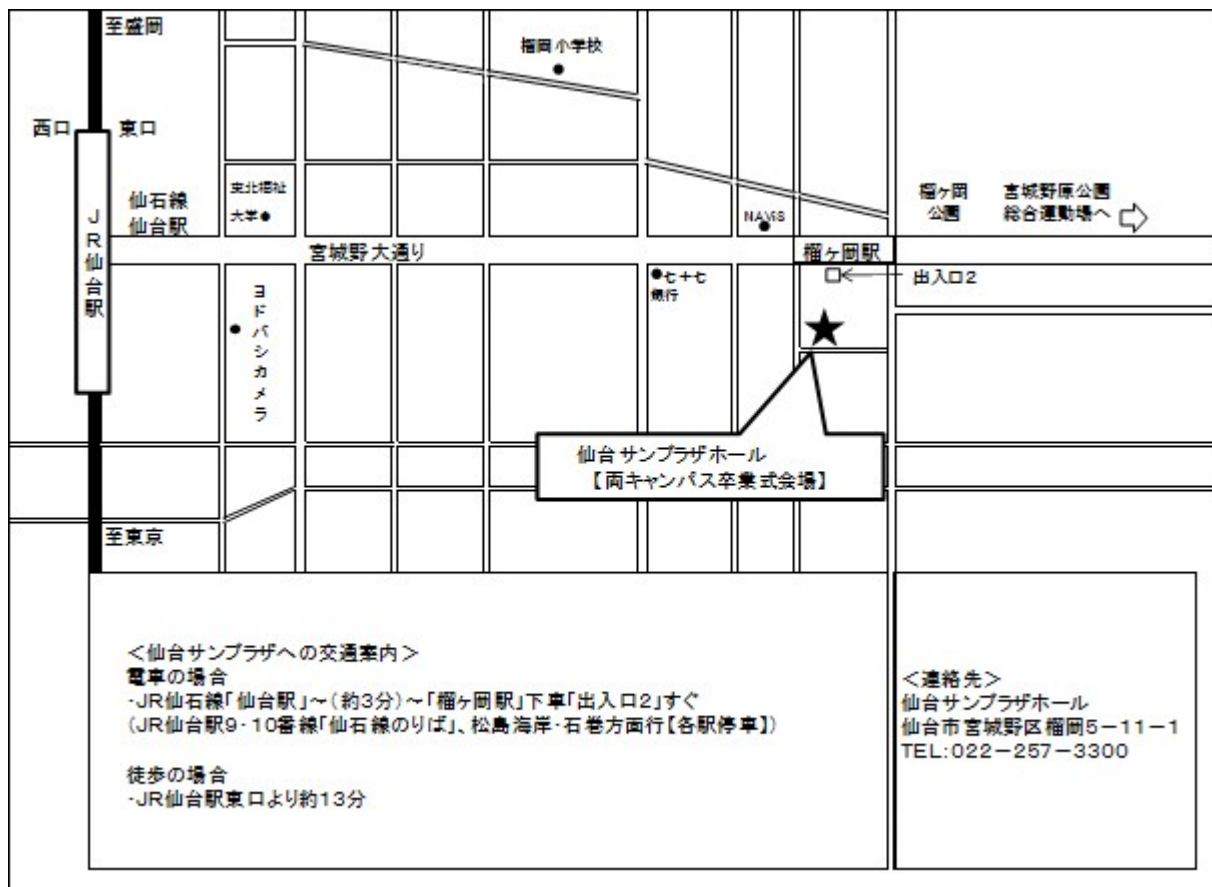 至盛岡
榴岡小学校
西口
東口
JR仙台駅
仙石線
仙台駅
東北福祉
大学
NAViS
榴ヶ岡
公園
宮城野原公園
総合運動場へ
宮城野大通り
榴ヶ岡駅
出入口2
七十七
銀行
ヨドバシカメラ
仙台サンプラザホール
【両キャンパス卒業式会場】
至東京
<仙台サンプラザへの交通案内>
電車の場合
・JR仙石線「仙台駅」~(約3分)~「榴ヶ岡駅」下車「出入口2」すぐ
(JR仙台駅9・10番線「仙石線のりば」、松島海岸・石巻方面行【各駅停車】)
徒歩の場合
・JR仙台駅東口より約13分
<連絡先>
仙台サンプラザホール
仙台市宮城野区榴岡5-11-1
TEL:022-257-3300